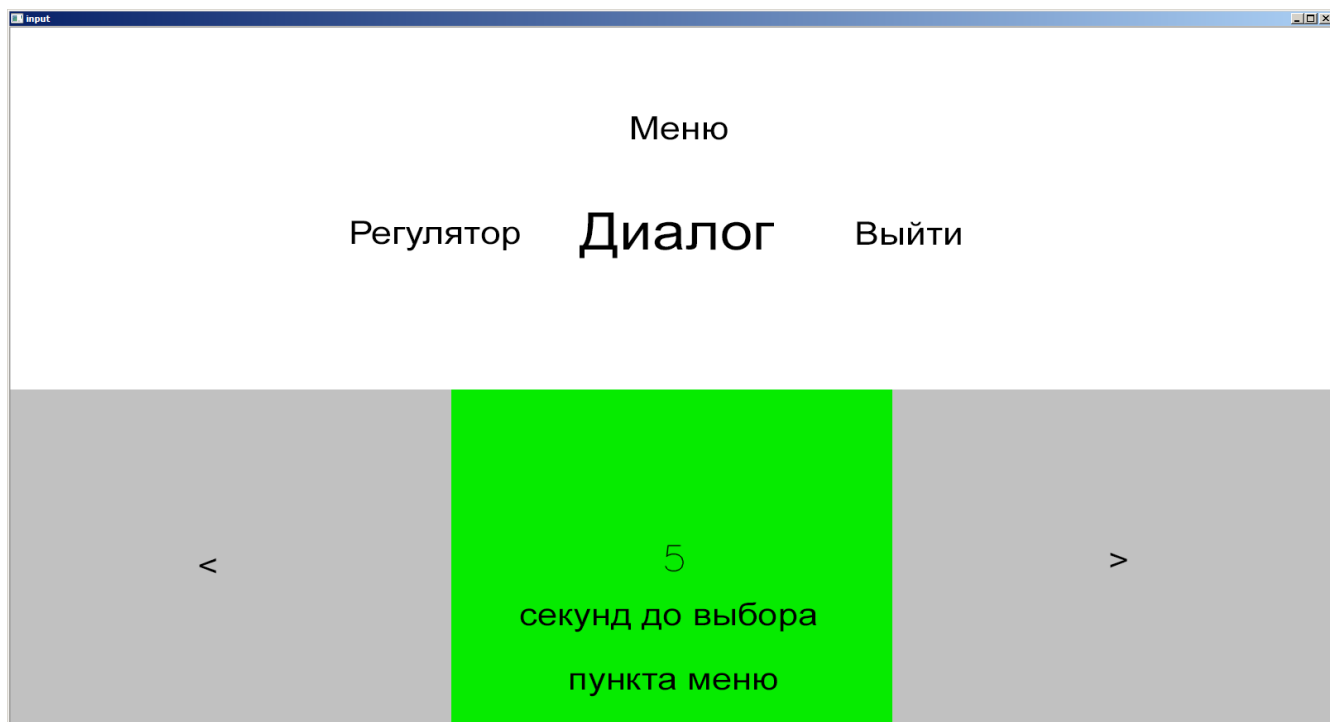 input
Меню
Регулятор Диалог Выйти
< 5 >
секунд до выбора
пункта меню